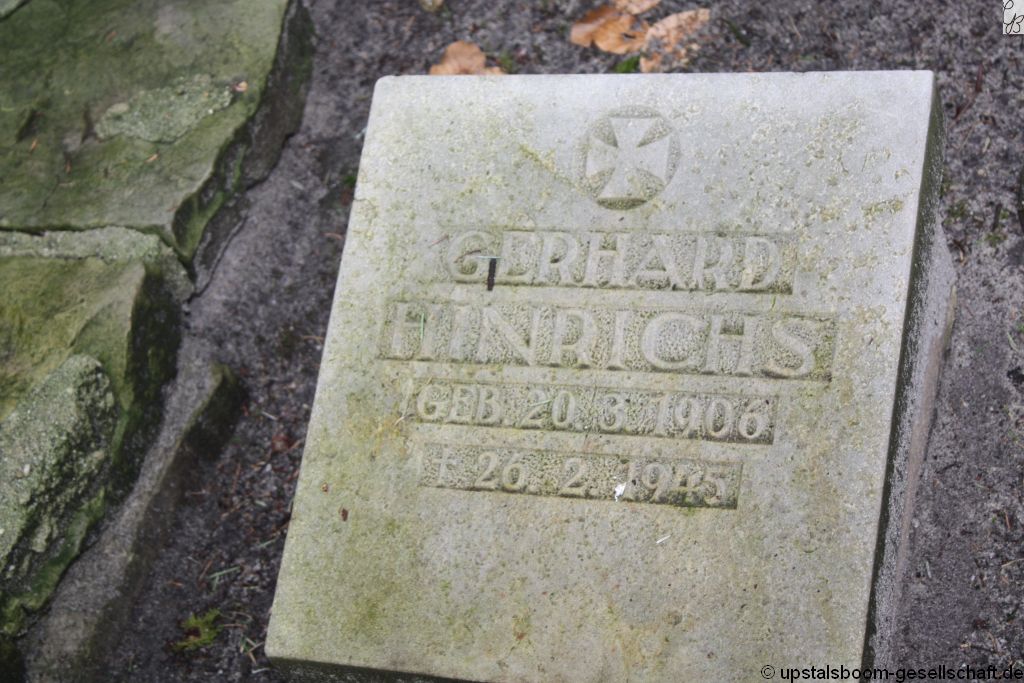 GERHARD
HINRICHS
GEB. 20. 3. 1906
† 26. 2. 1945
© upstalsboom-gesellschaft.de